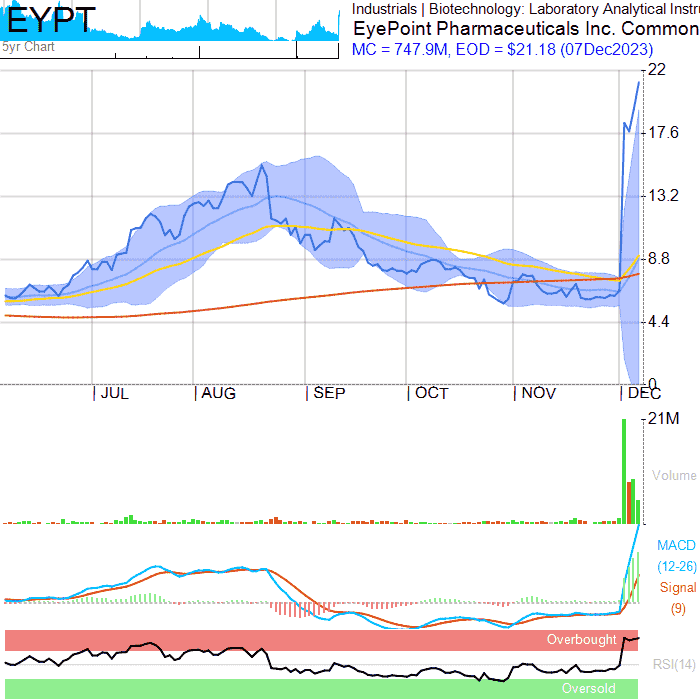 EYPT
5yr Chart
Industrials | Biotechnology: Laboratory Analytical Instru
EyePoint Pharmaceuticals Inc. Common
MC = 747.9M, EOD = $21.18 (07Dec2023)
22
17.6
13.2
8.8
4.4
0
JUL AUG SEP OCT NOV DEC
21M
Volume
MACD
(12-26)
Signal
(9)
Overbought
RSI(14)
Oversold